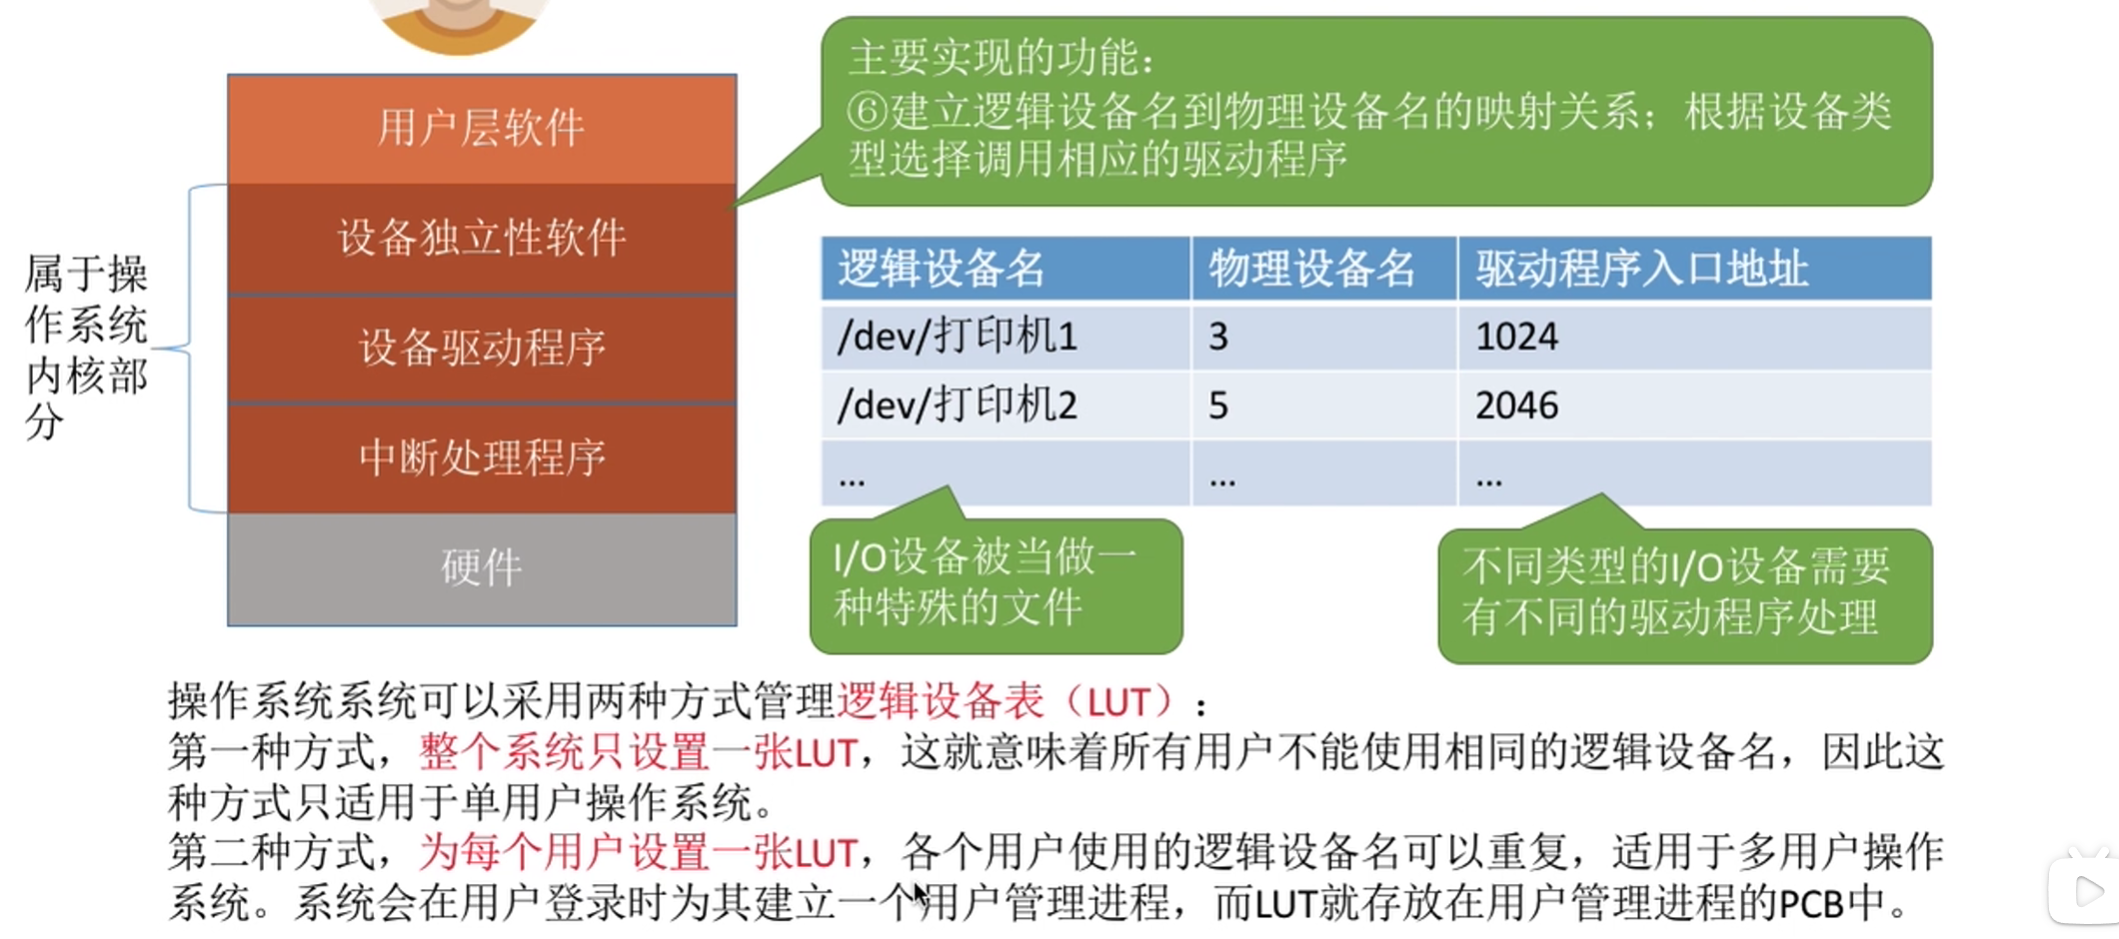 主要实现的功能：
⑥建立逻辑设备名到物理设备名的映射关系；根据设备类
型选择调用相应的驱动程序
用户层软件
设备独立性软件
设备驱动程序
中断处理程序
硬件
属于操
作系统
内核部
分
逻辑设备名 物理设备名 驱动程序入口地址
/dev/打印机1 3 1024
/dev/打印机2 5 2046
... ... ...
I/O设备被当做一
种特殊的文件
不同类型的I/O设备需要
有不同的驱动程序处理
操作系统系统可以采用两种方式管理逻辑设备表（LUT）：
第一种方式，整个系统只设置一张LUT，这就意味着所有用户不能使用相同的逻辑设备名，因此这
种方式只适用于单用户操作系统。
第二种方式，为每个用户设置一张LUT，各个用户使用的逻辑设备名可以重复，适用于多用户操作
系统。系统会在用户登录时为其建立一个用户管理进程，而LUT就存放在用户管理进程的PCB中。